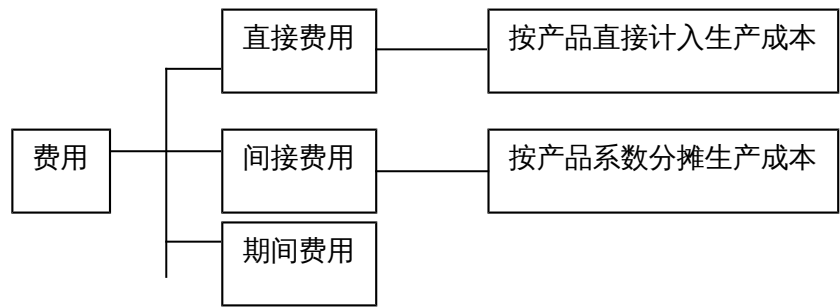 直接费用
按产品直接计入生产成本
费用
间接费用
按产品系数分摊生产成本
期间费用